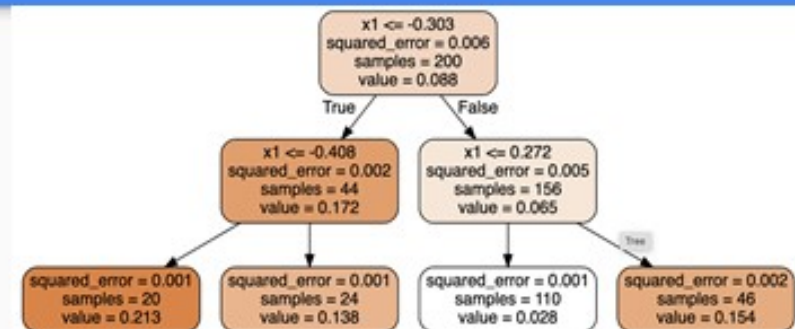 x1 <= -0.303
squared_error = 0.006
samples = 200
value = 0.088
True
False
x1 <= -0.408
squared_error = 0.002
samples = 44
value = 0.172
x1 <= 0.272
squared_error = 0.005
samples = 156
value = 0.065
Tree
squared_error = 0.001
samples = 20
value = 0.213
squared_error = 0.001
samples = 24
value = 0.138
squared_error = 0.001
samples = 110
value = 0.028
squared_error = 0.002
samples = 46
value = 0.154